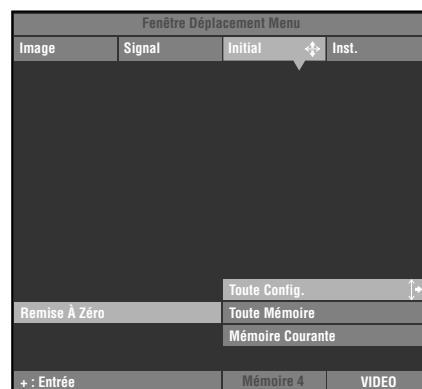 Fenêtre Déplacement Menu
Image Signal Initial Inst.
Toute Config.
Remise À Zéro Toute Mémoire
Mémoire Courante
+ : Entrée Mémoire 4 VIDEO